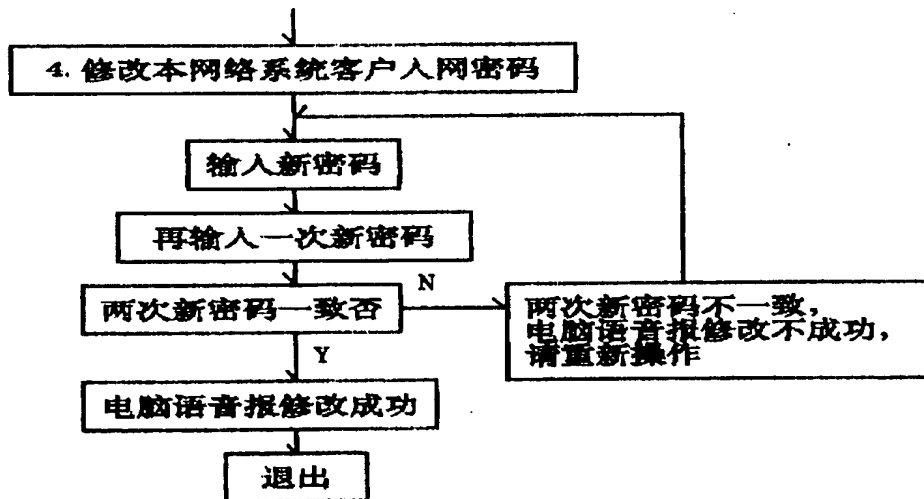 4. 修改本网络系统客户入网密码
输入新密码
再输入一次新密码
两次新密码一致否
N
两次新密码不一致，
电脑语音报修改不成功，
请重新操作
Y
电脑语音报修改成功
退出